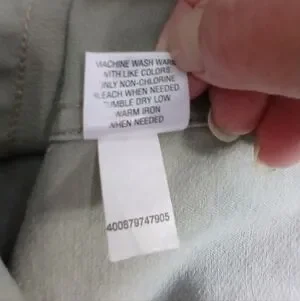 MACHINE WASH WARM
WITH LIKE COLORS
ONLY NON-CHLORINE
BLEACH WHEN NEEDED
TUMBLE DRY LOW
WARM IRON
WHEN NEEDED
400879747905